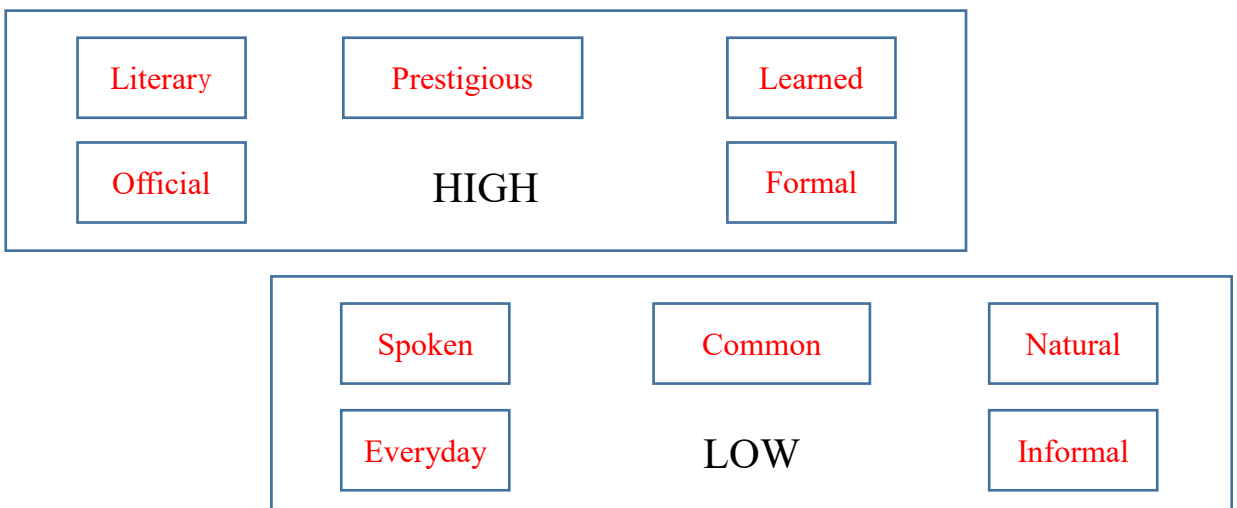 Literary Prestigious Learned
Official HIGH Formal
Spoken Common Natural
Everyday LOW Informal